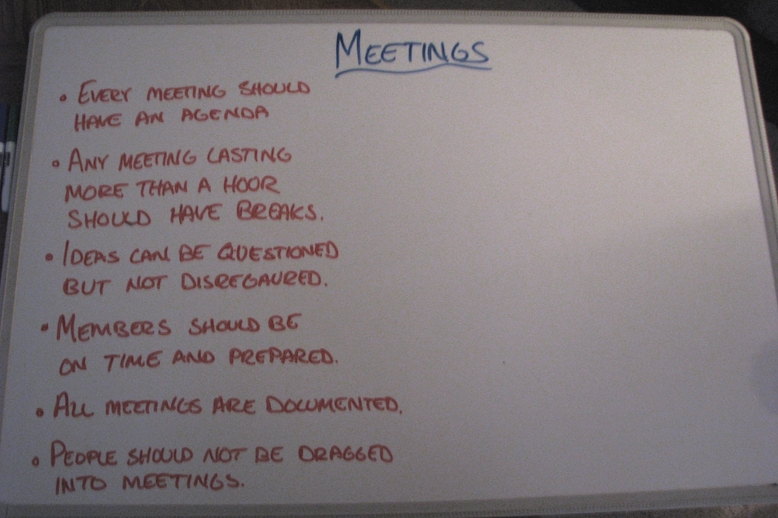 MEETINGS
• EVERY MEETING SHOULD
HAVE AN AGENDA
• ANY MEETING LASTING
MORE THAN A HOUR
SHOULD HAVE BREAKS.
• IDEAS CAN BE QUESTIONED
BUT NOT DISREGAURED.
• MEMBERS SHOULD BE
ON TIME AND PREPARED.
• ALL MEETINGS ARE DOCUMENTED.
• PEOPLE SHOULD NOT BE DRAGGED
INTO MEETINGS.